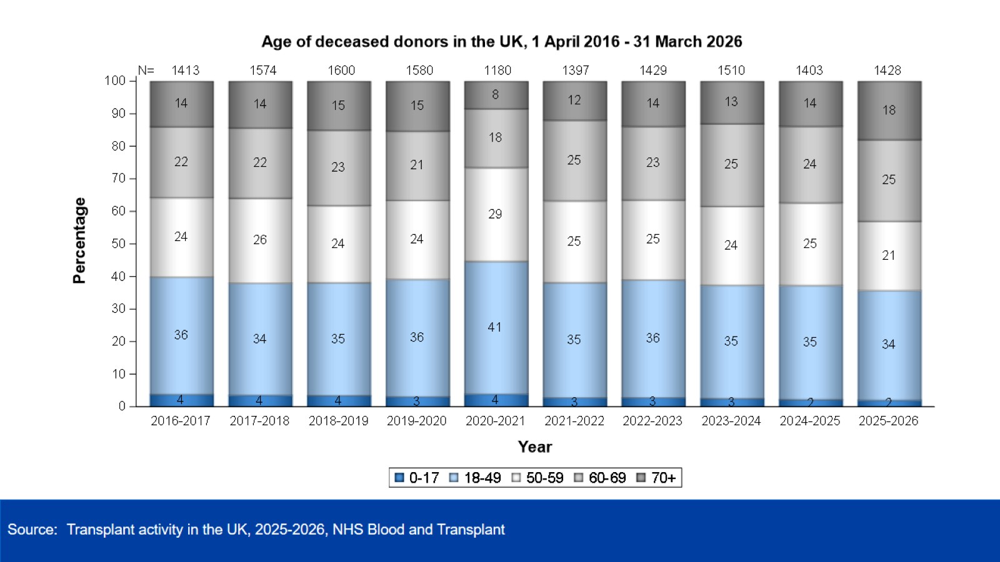 Age of deceased donors in the UK, 1 April 2016 - 31 March 2026
N= 1413 1574 1600 1580 1180 1397 1429 1510 1403 1428
100
90
80
70
60
50
40
30
20
10
0
Percentage
14 14 15 15 8 12 14 13 14 18
22 22 23 21 18 25 23 25 24 25
24 26 24 24 29 25 25 24 25 21
36 34 35 36 41 35 36 35 35 34
4 4 4 3 4 3 3 3 2 2
2016-2017 2017-2018 2018-2019 2019-2020 2020-2021 2021-2022 2022-2023 2023-2024 2024-2025 2025-2026
Year
0-17 18-49 50-59 60-69 70+
Source: Transplant activity in the UK, 2025-2026, NHS Blood and Transplant